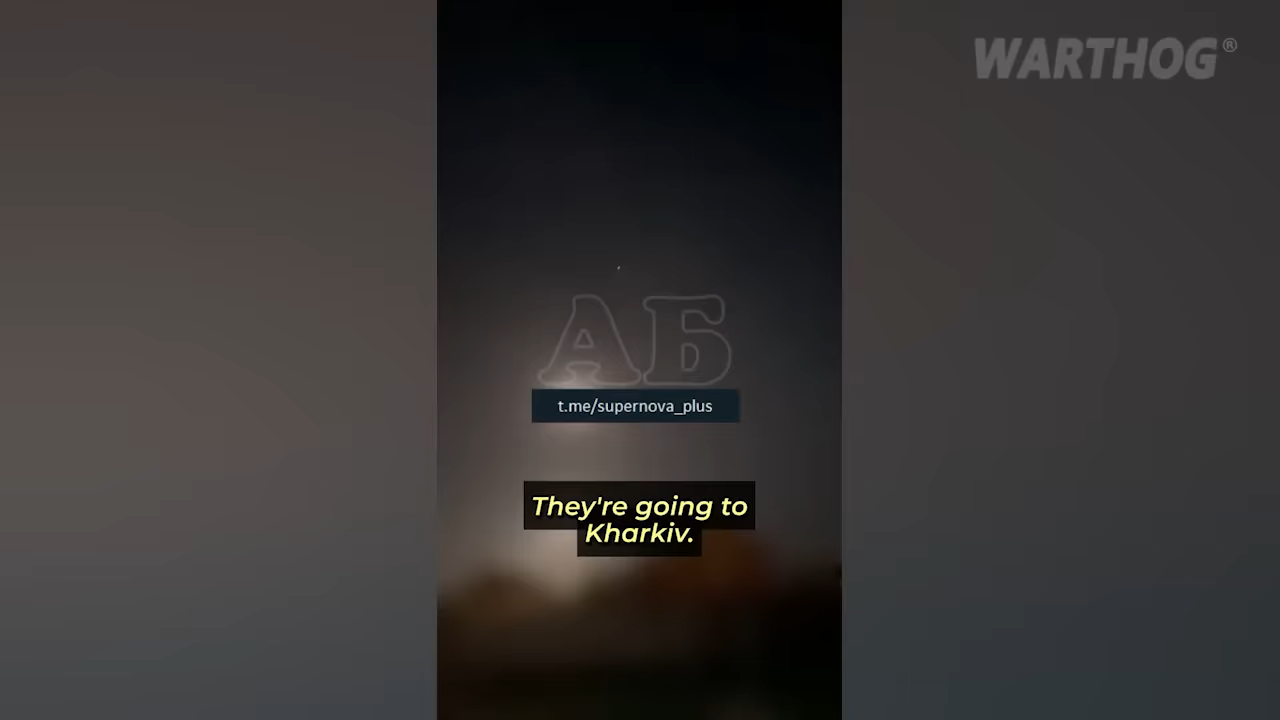 WARTHOG®
АБ
t.me/supernova_plus
They're going to
Kharkiv.